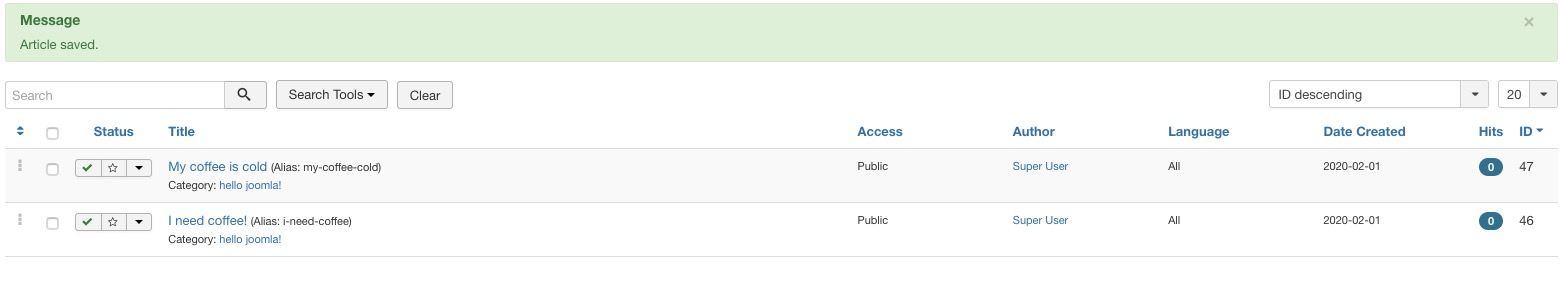 Message
×
Article saved.
Search
Search Tools
Clear
ID descending
20
Status Title Access Author Language Date Created Hits ID
My coffee is cold (Alias: my-coffee-cold) Public Super User All 2020-02-01 0 47
Category: hello joomla!
I need coffee! (Alias: i-need-coffee) Public Super User All 2020-02-01 0 46
Category: hello joomla!